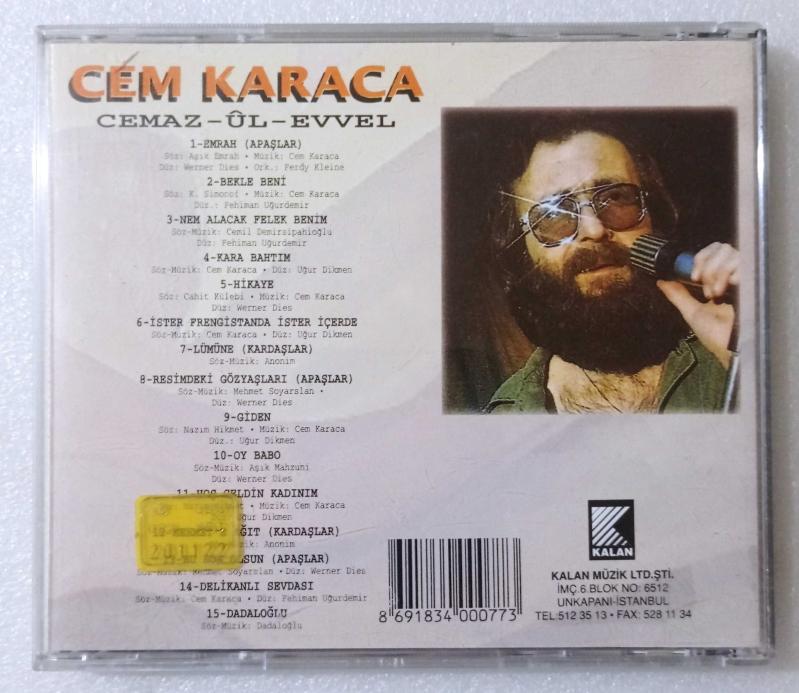 CEM KARACA
CEMAZ-ÛL-EVVEL
1-EMRAH (APAŞLAR)
Söz: Aşık Emrah • Müzik: Cem Karaca
Düz: Werner Dies • Ork.: Ferdy Kleine
2-BEKLE BENİ
Söz: K. Simonof • Müzik: Cem Karaca
Düz.: Fehiman Uğurdemir
3-NEM ALACAK FELEK BENİM
Söz-Müzik: Cemil Demirsipahioğlu
Düz: Fehiman Uğurdemir
4-KARA BAHTIM
Söz-Müzik: Cem Karaca • Düz: Uğur Dikmen
5-HİKAYE
Söz: Cahit Külebi • Müzik: Cem Karaca
Düz: Werner Dies
6-İSTER FRENGİSTANDA İSTER İÇERDE
Söz-Müzik: Cem Karaca • Düz: Uğur Dikmen
7-LÜMÜNE (KARDAŞLAR)
Söz-Müzik: Anonim
8-RESİMDEKİ GÖZYAŞLARI (APAŞLAR)
Söz-Müzik: Mehmet Soyarslan •
Düz: Werner Dies
9-GİDEN
Söz: Nazım Hikmet • Müzik: Cem Karaca
Düz.: Uğur Dikmen
10-OY BABO
Söz-Müzik: Aşık Mahzuni
Düz: Werner Dies
11-HOŞ GELDİN KADINIM
• Müzik: Cem Karaca
Uğur Dikmen
(KARDAŞLAR)
Anonim
(APAŞLAR)
Söz-Müzik: Mehmet Soyarslan • Düz: Werner Dies
14-DELİKANLI SEVDASI
Söz-Müzik: Cem Karaca • Düz: Fehiman Uğurdemir
15-DADALOĞLU
Söz-Müzik: Dadaloğlu
KALAN
KALAN MÜZİK LTD.ŞTİ.
İMÇ.6.BLOK NO: 6512
UNKAPANI-İSTANBUL
TEL:512 35 13 • FAX: 528 11 34
8 691834 000773